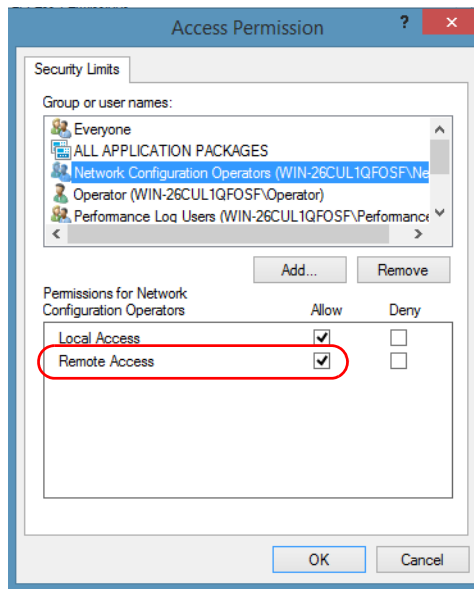 Access Permission
?
Security Limits
Group or user names:
Everyone
ALL APPLICATION PACKAGES
Network Configuration Operators (WIN-26CUL1QFOSF\Ne
Operator (WIN-26CUL1QFOSF\Operator)
Performance Log Users (WIN-26CUL1QFOSF\Performance
Add...
Remove
Permissions for Network
Configuration Operators
Allow
Deny
Local Access
Remote Access
OK
Cancel